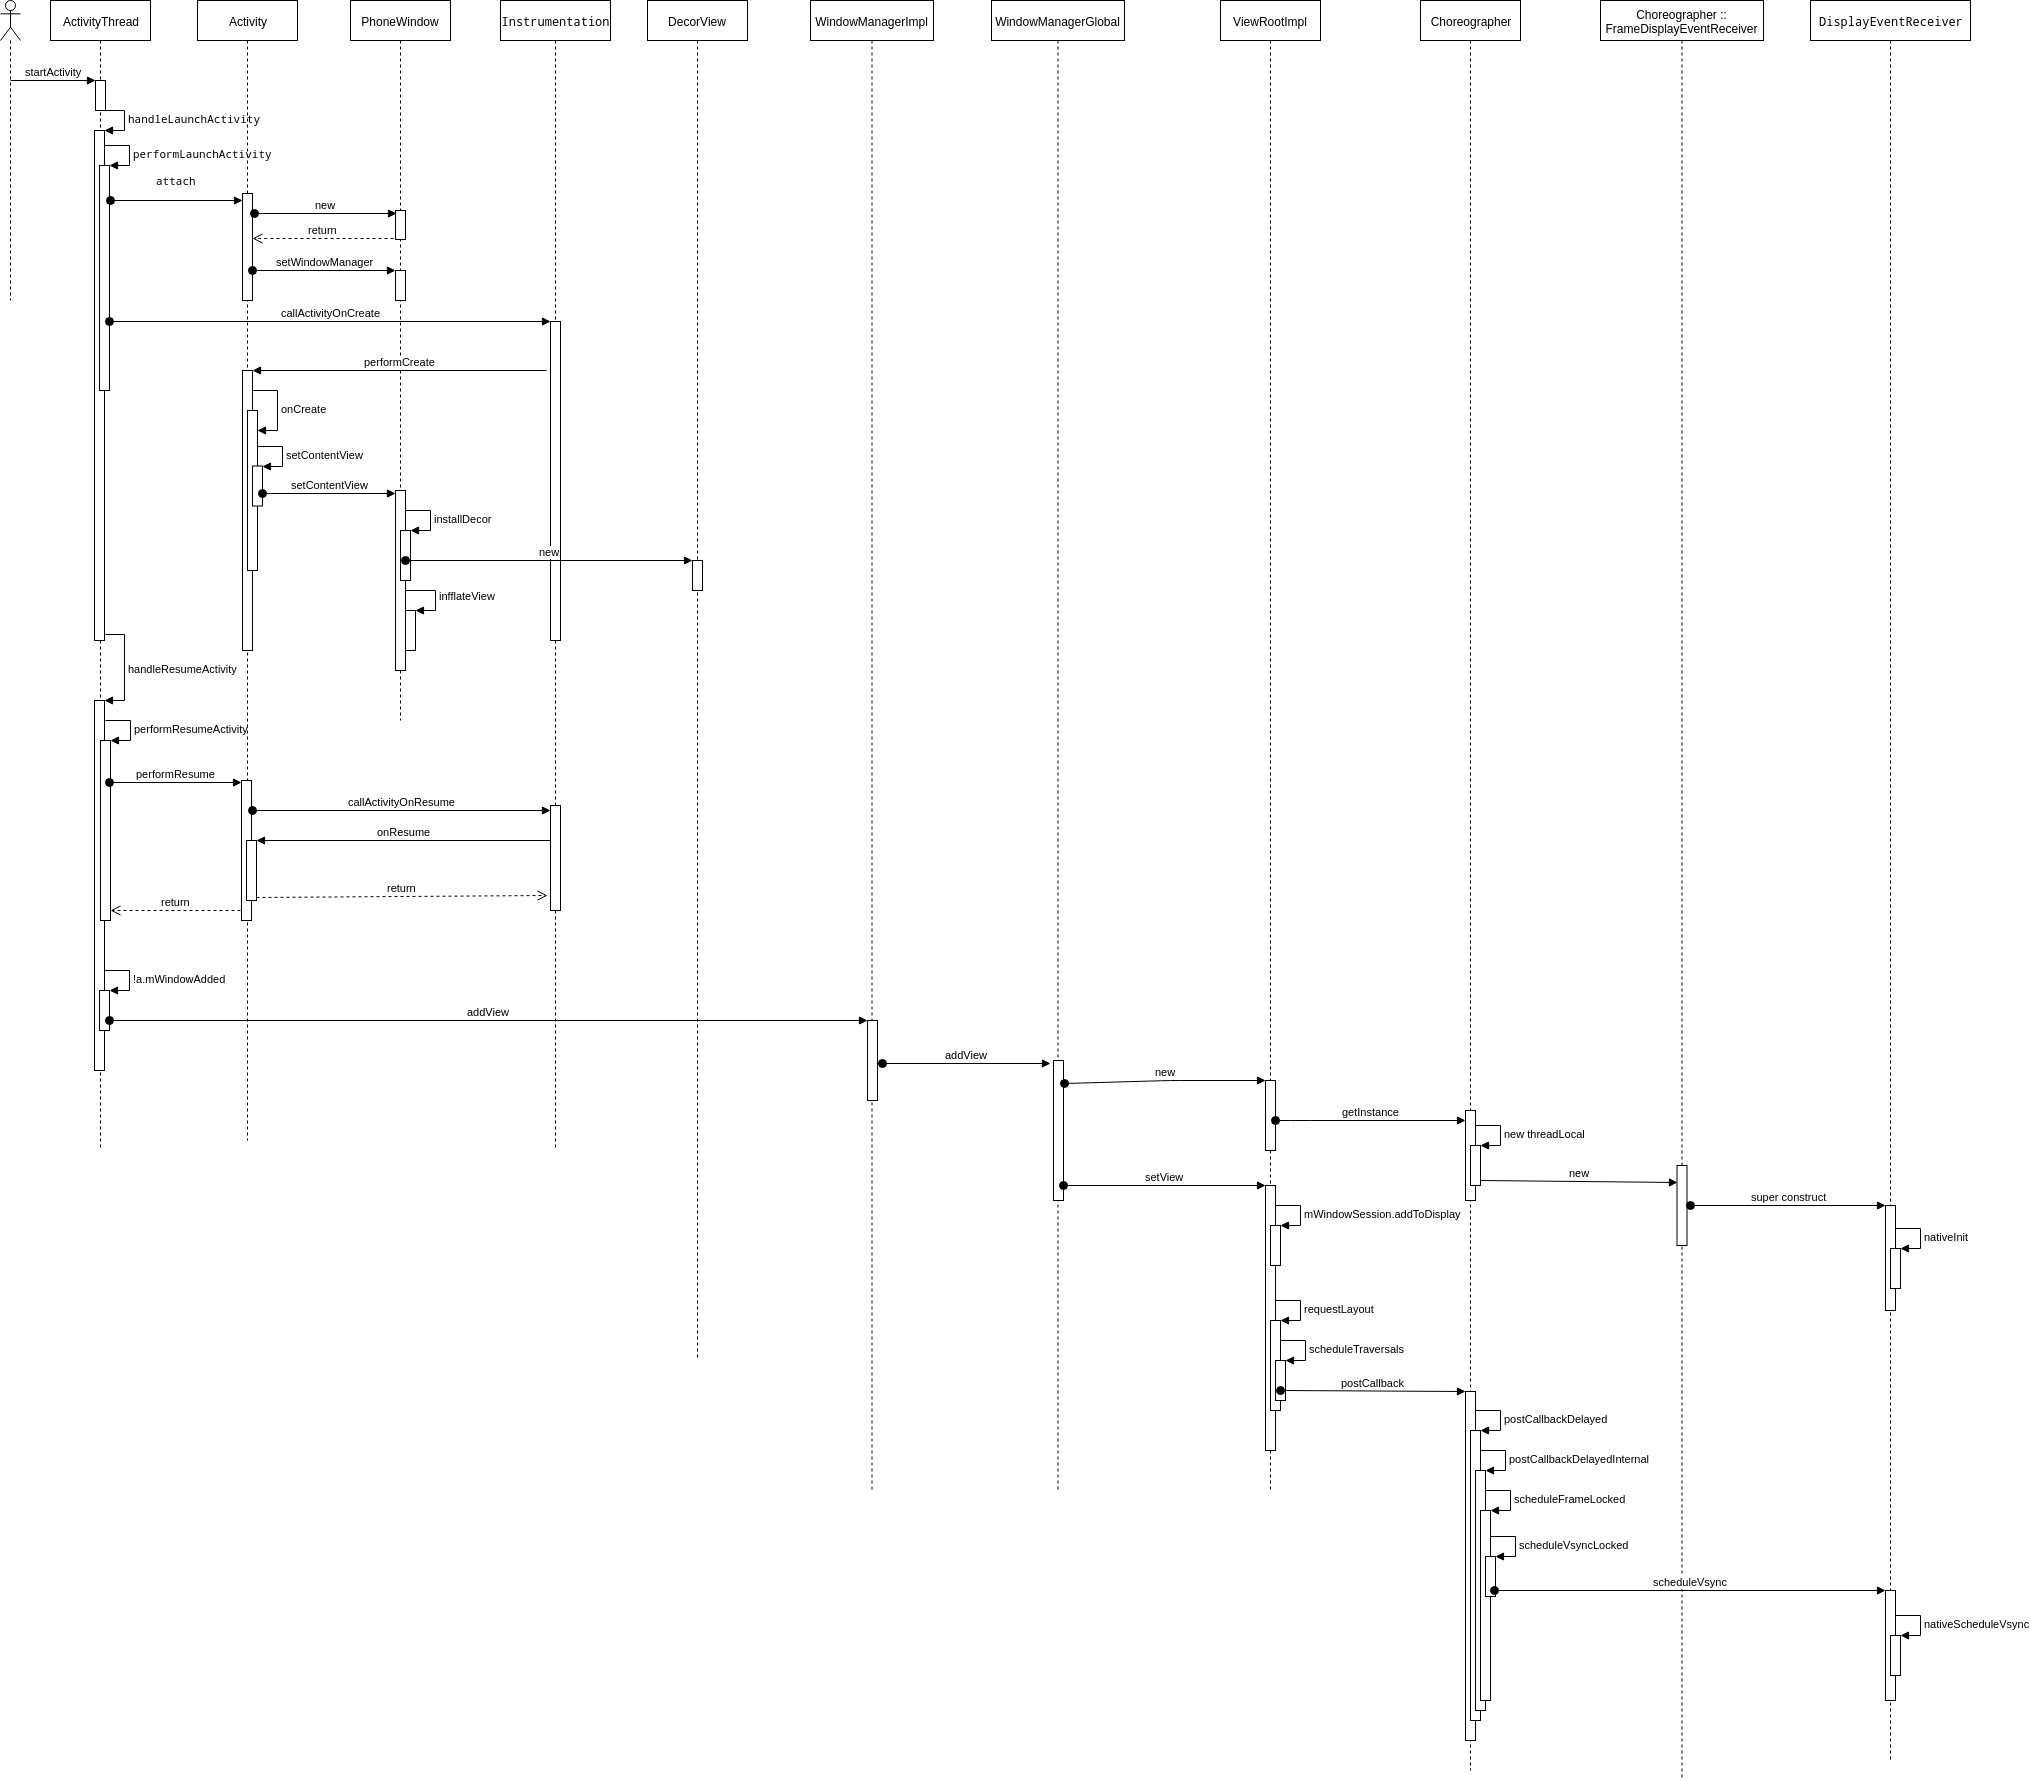 ActivityThread
Activity
PhoneWindow
Instrumentation
DecorView
WindowManagerImpl
WindowManagerGlobal
ViewRootImpl
Choreographer
Choreographer ::
FrameDisplayEventReceiver
DisplayEventReceiver
startActivity
handleLaunchActivity
performLaunchActivity
attach
new
return
setWindowManager
callActivityOnCreate
performCreate
onCreate
setContentView
setContentView
installDecor
new
infflateView
handleResumeActivity
performResumeActivity
performResume
callActivityOnResume
onResume
return
return
!a.mWindowAdded
addView
addView
new
getInstance
new threadLocal
new
setView
super construct
mWindowSession.addToDisplay
nativeInit
requestLayout
scheduleTraversals
postCallback
postCallbackDelayed
postCallbackDelayedInternal
scheduleFrameLocked
scheduleVsyncLocked
scheduleVsync
nativeScheduleVsync